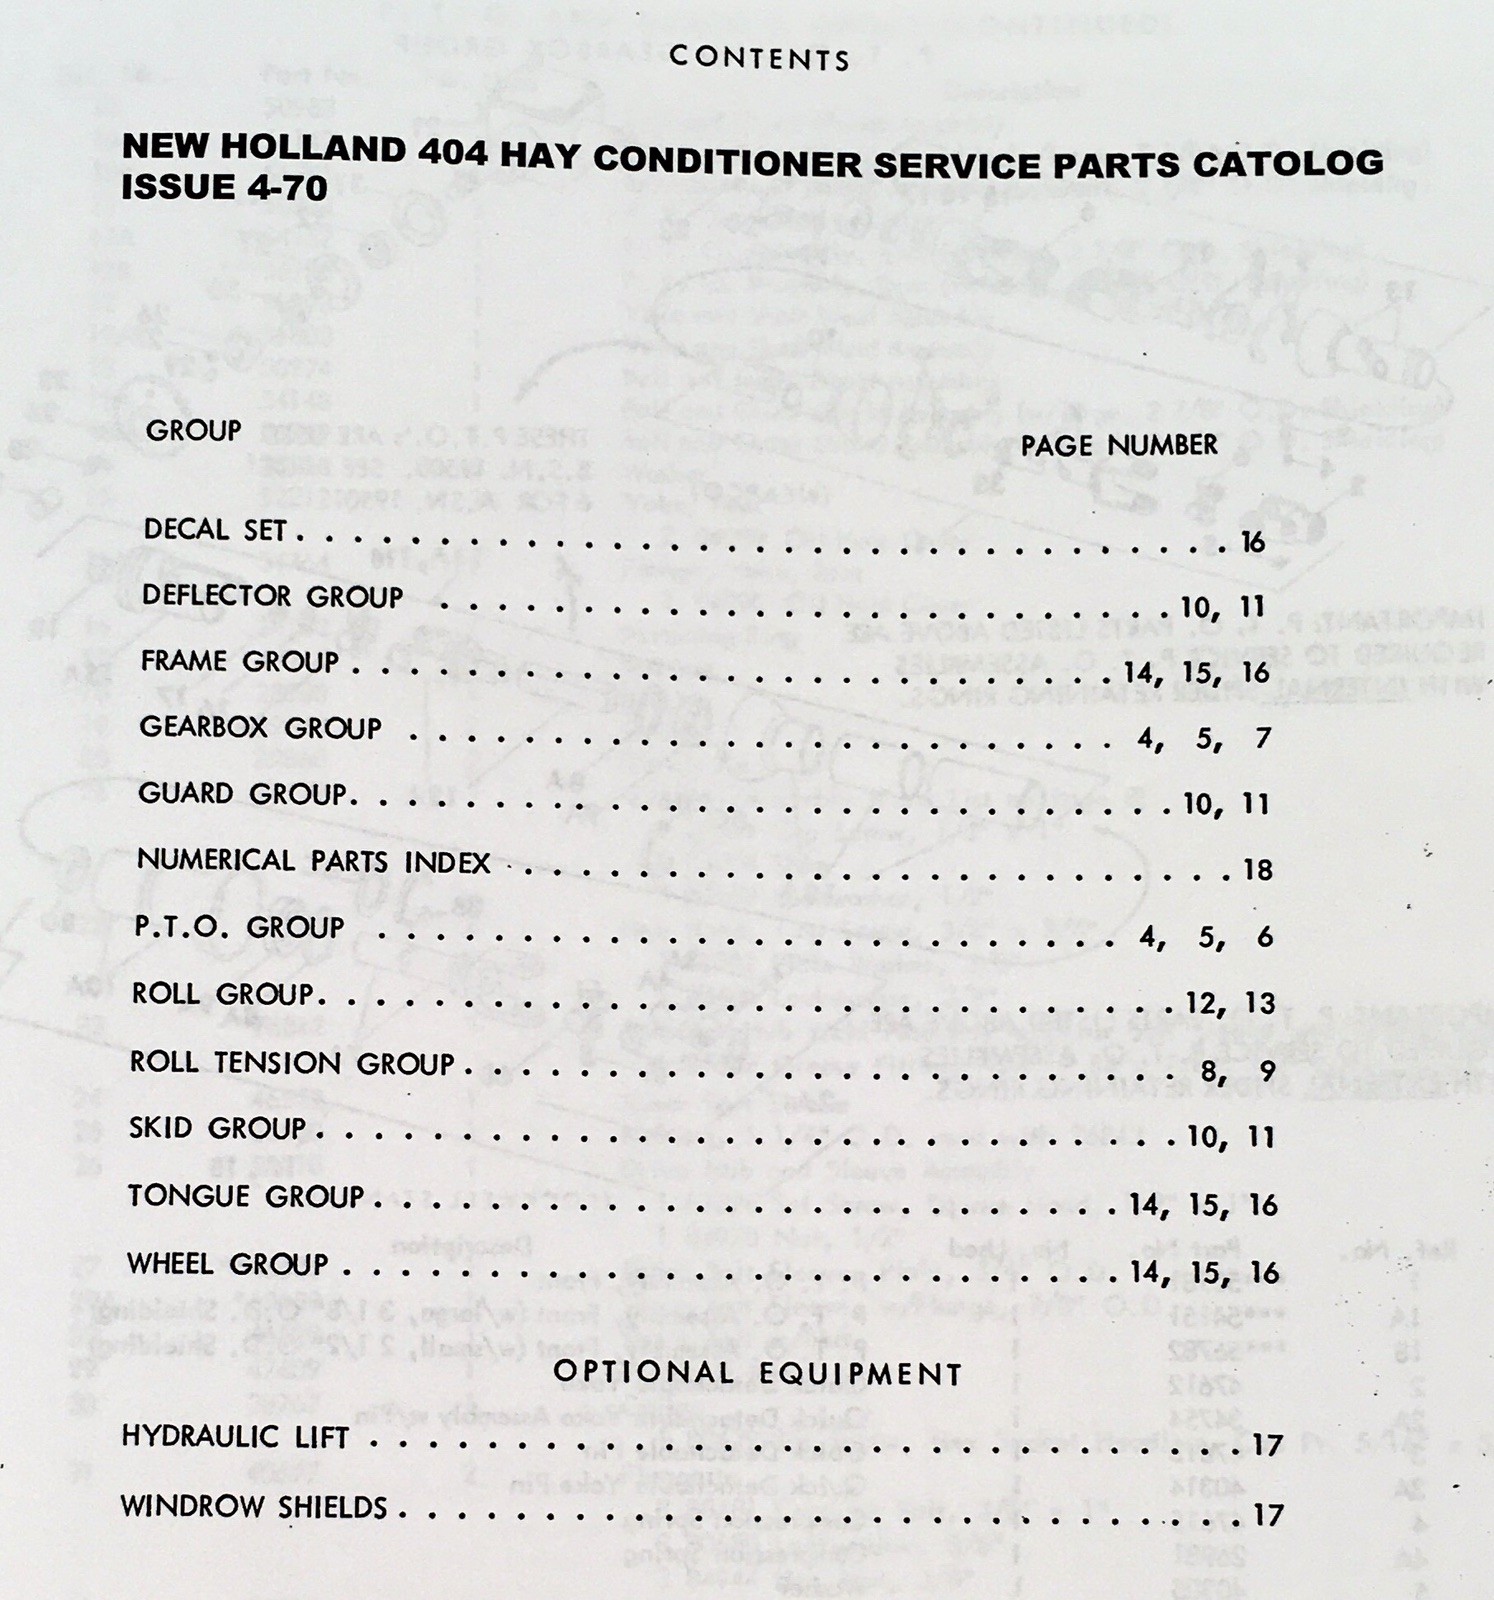 CONTENTS
NEW HOLLAND 404 HAY CONDITIONER SERVICE PARTS CATOLOG
ISSUE 4-70
GROUP PAGE NUMBER
DECAL SET. . . . . . . . . . . . . . . . . . . . . . . . . . . . . . . . 16
DEFLECTOR GROUP . . . . . . . . . . . . . . . . . . . . . . . . . . 10, 11
FRAME GROUP . . . . . . . . . . . . . . . . . . . . . . . . . . . 14, 15, 16
GEARBOX GROUP . . . . . . . . . . . . . . . . . . . . . . . . . 4, 5, 7
GUARD GROUP. . . . . . . . . . . . . . . . . . . . . . . . . . . . . 10, 11
NUMERICAL PARTS INDEX . . . . . . . . . . . . . . . . . . . . . . . . . . 18
P.T.O. GROUP . . . . . . . . . . . . . . . . . . . . . . . . . . 4, 5, 6
ROLL GROUP. . . . . . . . . . . . . . . . . . . . . . . . . . . . . . 12, 13
ROLL TENSION GROUP. . . . . . . . . . . . . . . . . . . . . . . . . 8, 9
SKID GROUP. . . . . . . . . . . . . . . . . . . . . . . . . . . . . . 10, 11
TONGUE GROUP. . . . . . . . . . . . . . . . . . . . . . . . . . 14, 15, 16
WHEEL GROUP . . . . . . . . . . . . . . . . . . . . . . . . . . . 14, 15, 16
OPTIONAL EQUIPMENT
HYDRAULIC LIFT . . . . . . . . . . . . . . . . . . . . . . . . . . . . . . 17
WINDROW SHIELDS . . . . . . . . . . . . . . . . . . . . . . . . . . . . . 17